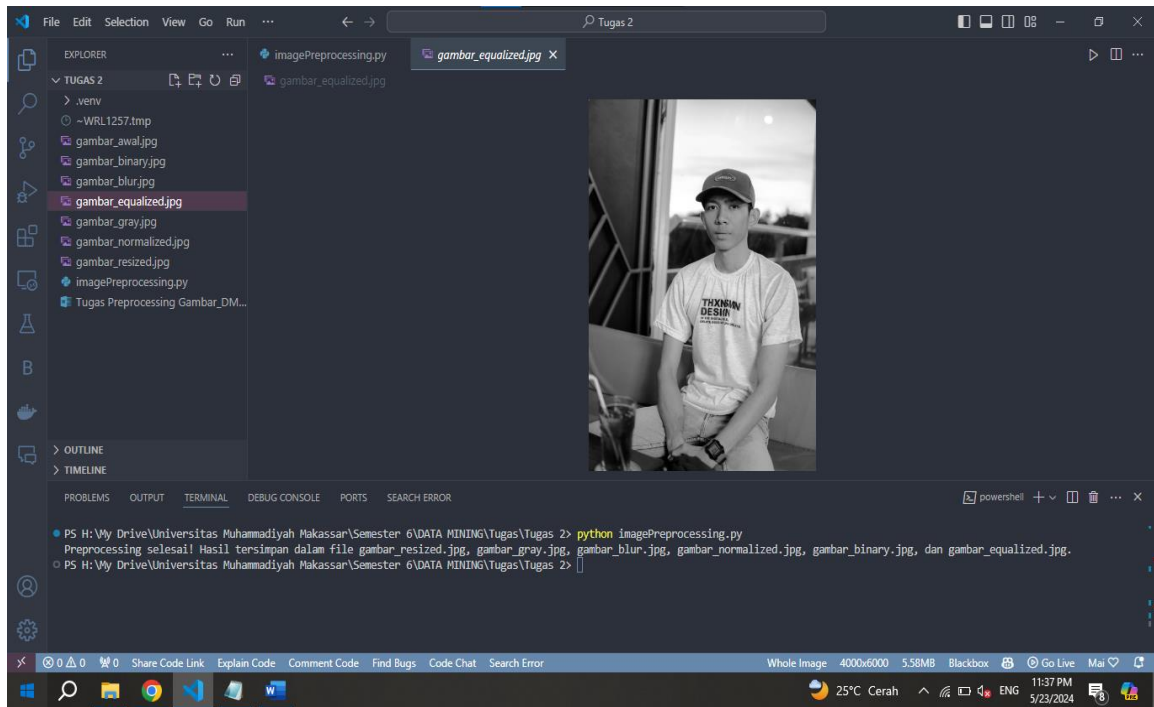 File Edit Selection View Go Run ··· ← → Tugas 2
EXPLORER ···
imagePreprocessing.py
gambar_equalized.jpg ×
TUGAS 2
gambar_equalized.jpg
.venv
~WRL1257.tmp
gambar_awal.jpg
gambar_binary.jpg
gambar_blur.jpg
gambar_equalized.jpg
gambar_gray.jpg
gambar_normalized.jpg
gambar_resized.jpg
imagePreprocessing.py
Tugas Preprocessing Gambar_DM...
DESIIN
OUTLINE
TIMELINE
PROBLEMS OUTPUT TERMINAL DEBUG CONSOLE PORTS SEARCH ERROR
powershell
PS H:\My Drive\Universitas Muhammadiyah Makassar\Semester 6\DATA MINING\Tugas\Tugas 2> python imagePreprocessing.py
Preprocessing selesai! Hasil tersimpan dalam file gambar_resized.jpg, gambar_gray.jpg, gambar_blur.jpg, gambar_normalized.jpg, gambar_binary.jpg, dan gambar_equalized.jpg.
PS H:\My Drive\Universitas Muhammadiyah Makassar\Semester 6\DATA MINING\Tugas\Tugas 2>
0 0 0 Share Code Link Explain Code Comment Code Find Bugs Code Chat Search Error Whole Image 4000x6000 5.58MB Blackbox Go Live Mai
25°C Cerah ENG
11:37 PM
5/23/2024
8